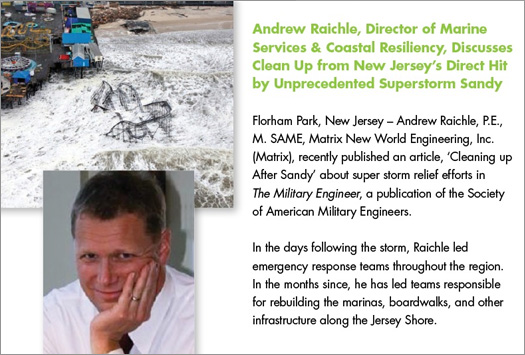 Andrew Raichle, Director of Marine
Services & Coastal Resiliency, Discusses
Clean Up from New Jersey's Direct Hit
by Unprecedented Superstorm Sandy
Florham Park, New Jersey – Andrew Raichle, P.E.,
M. SAME, Matrix New World Engineering, Inc.
(Matrix), recently published an article, 'Cleaning up
After Sandy' about super storm relief efforts in
The Military Engineer, a publication of the Society
of American Military Engineers.
In the days following the storm, Raichle led
emergency response teams throughout the region.
In the months since, he has led teams responsible
for rebuilding the marinas, boardwalks, and other
infrastructure along the Jersey Shore.